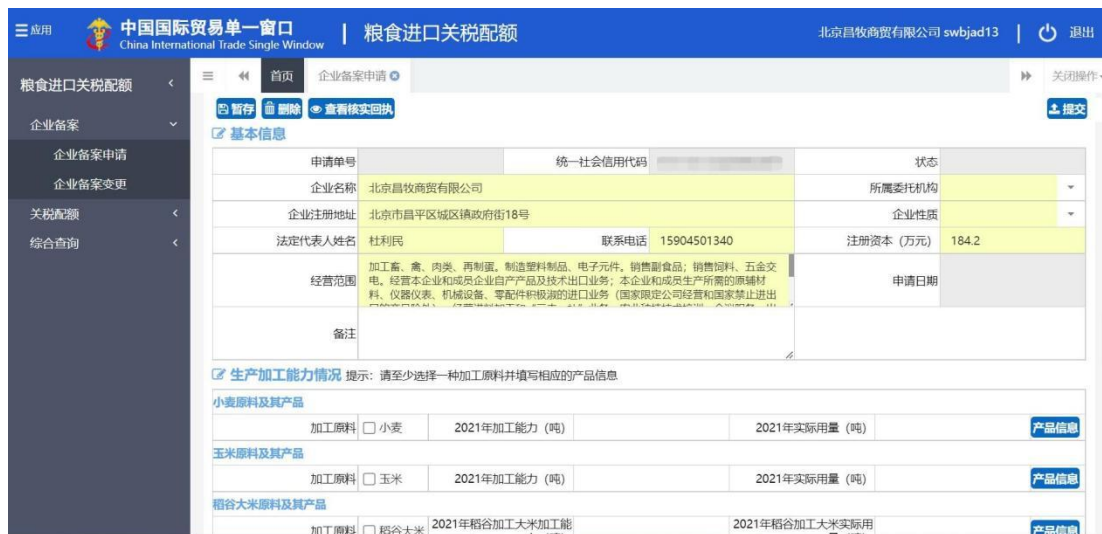 应用
中国国际贸易单一窗口
China International Trade Single Window
粮食进口关税配额
北京昌牧商贸有限公司 swbjad13
退出
粮食进口关税配额
首页
企业备案申请
关闭操作
企业备案
企业备案申请
企业备案变更
关税配额
综合查询
暂存 删除 查看核实回执
提交
基本信息
申请单号 统一社会信用代码 状态
企业名称 北京昌牧商贸有限公司 所属委托机构
企业注册地址 北京市昌平区城区镇政府街18号 企业性质
法定代表人姓名 杜利民 联系电话 15904501340 注册资本（万元） 184.2
经营范围 申请日期
加工畜、禽、肉类、再制蛋。制造塑料制品、电子元件。销售副食品；销售饲料、五金交
电。经营本企业和成员企业自产产品及技术出口业务；本企业和成员生产所需的原辅材
料、仪器仪表、机械设备、零配件积极淑的进口业务（国家限定公司经营和国家禁止进出
备注
生产加工能力情况 提示：请至少选择一种加工原料并填写相应的产品信息
小麦原料及其产品
加工原料 小麦 2021年加工能力（吨） 2021年实际用量（吨） 产品信息
玉米原料及其产品
加工原料 玉米 2021年加工能力（吨） 2021年实际用量（吨） 产品信息
稻谷大米原料及其产品
加工原料 稻谷大米 2021年稻谷加工大米加工能 2021年稻谷加工大米实际用 产品信息